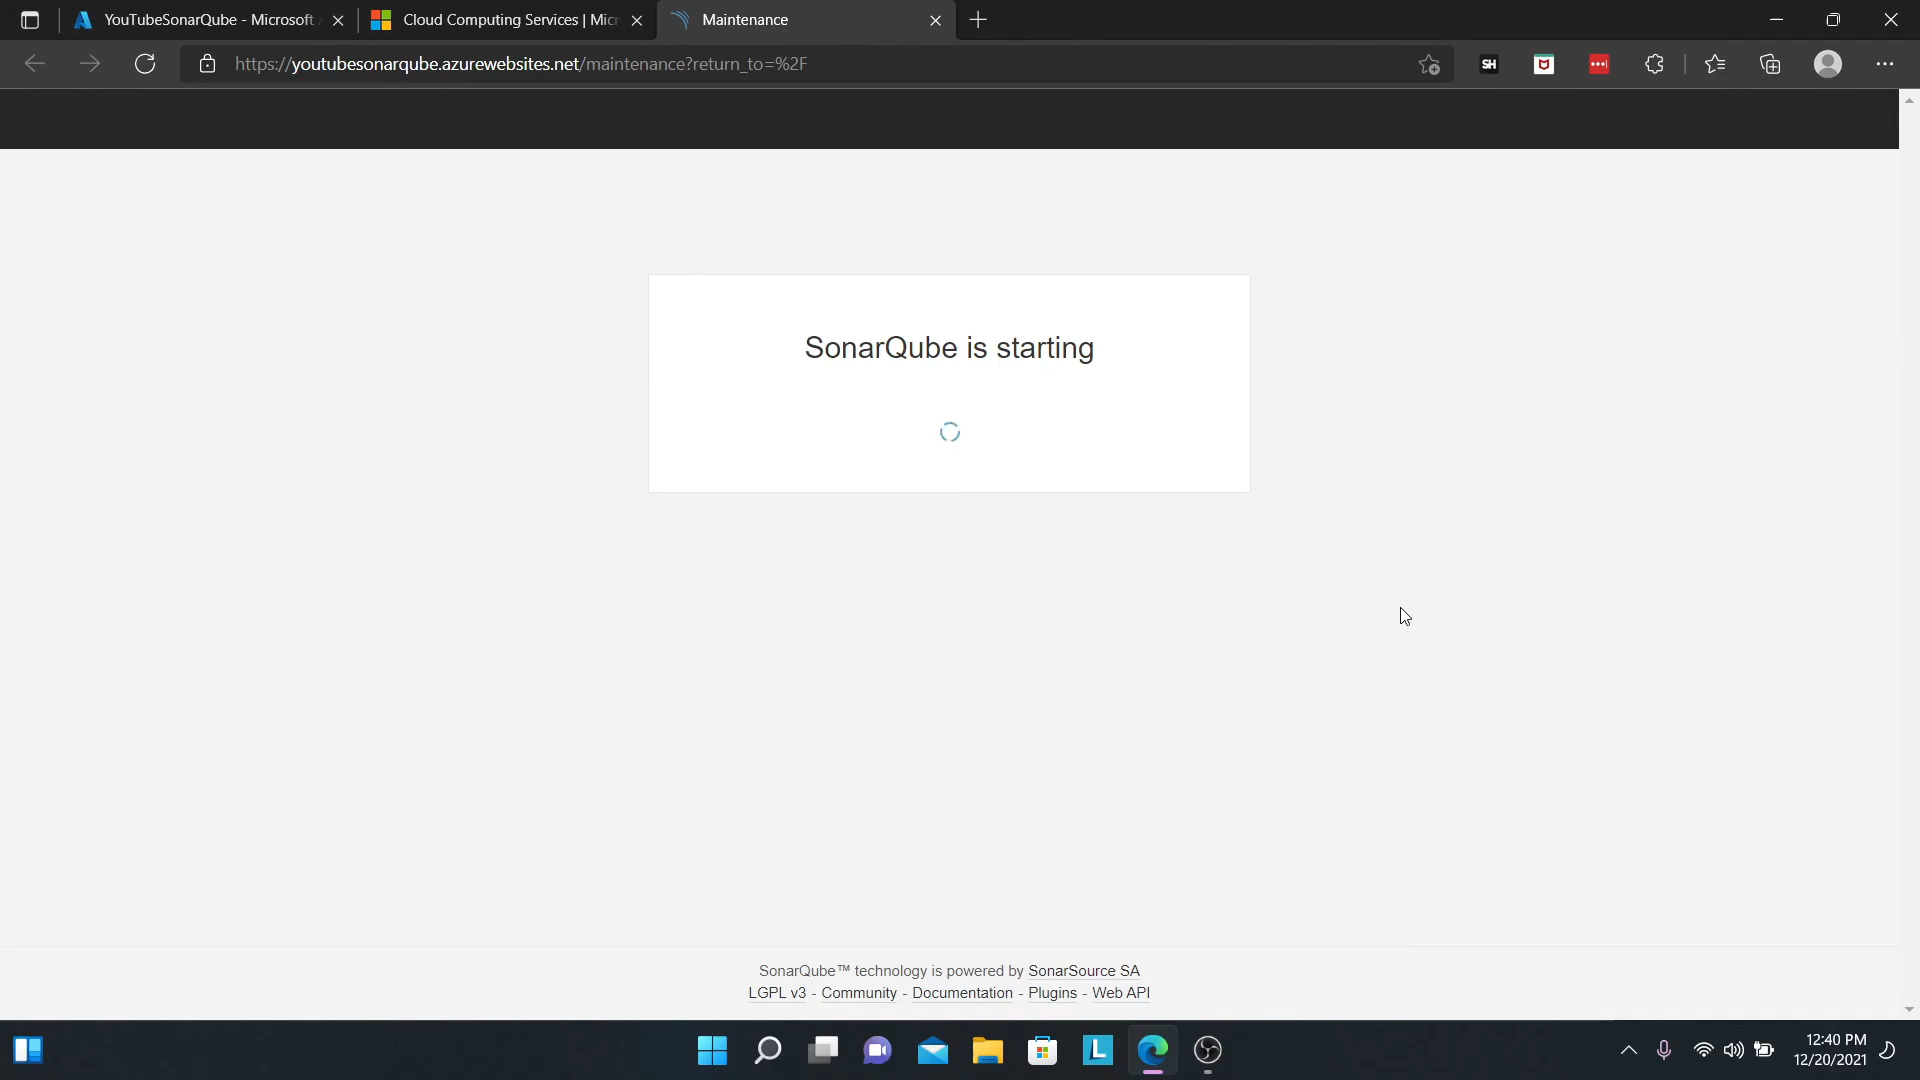 YouTubeSonarQube - Microsoft
Cloud Computing Services | Micr
Maintenance
https://youtubesonarqube.azurewebsites.net/maintenance?return_to=%2F
SH
SonarQube is starting
SonarQube™ technology is powered by SonarSource SA
LGPL v3 - Community - Documentation - Plugins - Web API
L
12:40 PM
12/20/2021